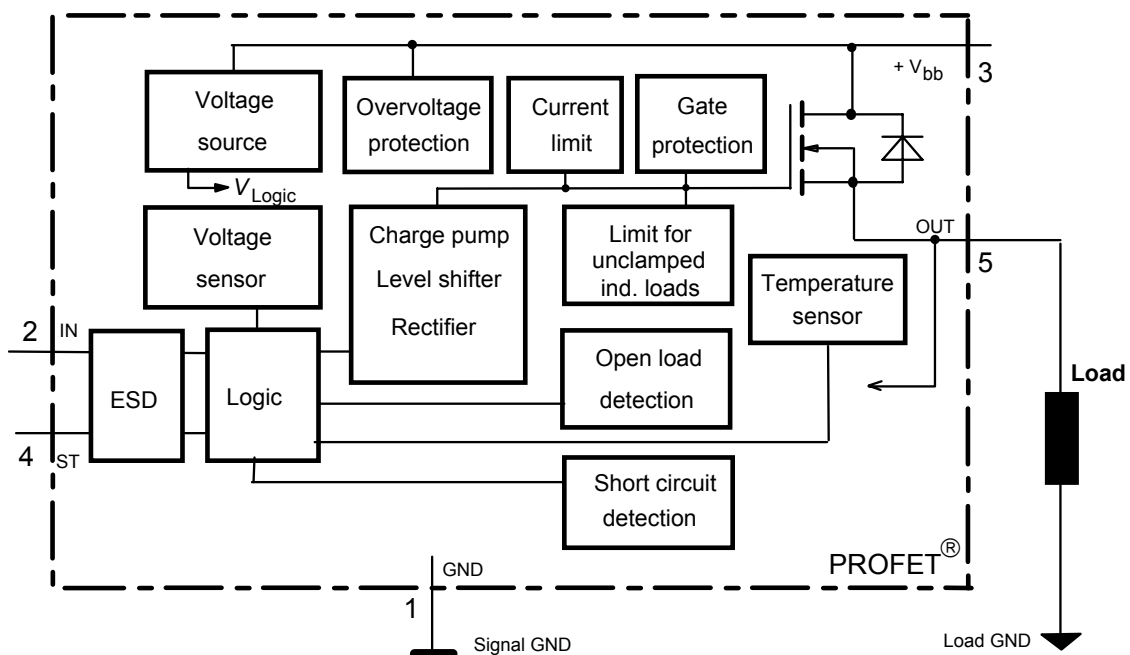 + V bb
3
Voltage
source
Overvoltage
protection
Current
limit
Gate
protection
V Logic
Voltage
sensor
Charge pump
Level shifter
Rectifier
Limit for
unclamped
ind. loads
OUT
5
Temperature
sensor
2 IN
ESD
Logic
Open load
detection
Load
4 ST
Short circuit
detection
PROFET®
GND
1
Signal GND
Load GND